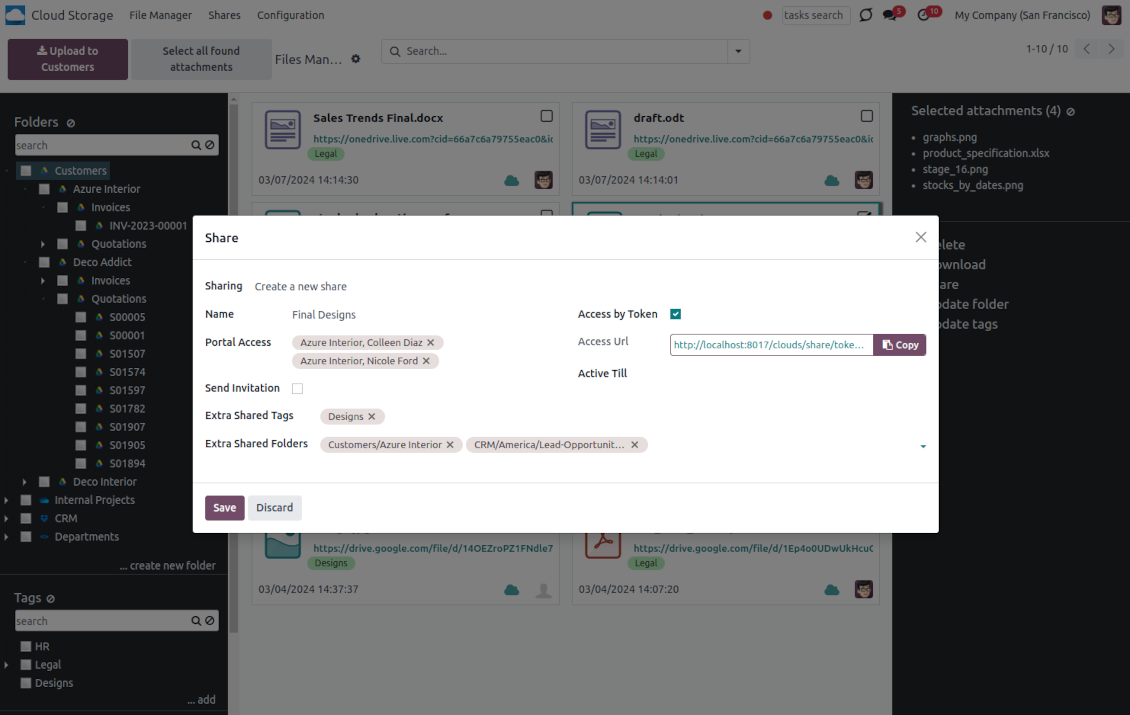 Cloud Storage File Manager Shares Configuration tasks search 5 10 My Company (San Francisco)
Upload to Customers
Select all found attachments
Files Man...
Search...
1-10 / 10
Folders
search
Customers
Azure Interior
Invoices
INV-2023-00001
Quotations
Deco Addict
Invoices
Quotations
S00005
S00001
S01507
S01574
S01597
S01782
S01907
S01905
S01894
Deco Interior
Internal Projects
CRM
Departments
... create new folder
Tags
search
HR
Legal
Designs
... add
Sales Trends Final.docx
https://onedrive.live.com?cid=66a7c6a79755eac0&ic
Legal
03/07/2024 14:14:30
draft.odt
https://onedrive.live.com?cid=66a7c6a79755eac0&ic
Legal
03/07/2024 14:14:01
Share
Sharing Create a new share
Name Final Designs
Portal Access Azure Interior, Colleen Diaz
Azure Interior, Nicole Ford
Send Invitation
Extra Shared Tags Designs
Extra Shared Folders Customers/Azure Interior CRM/America/Lead-Opportunit...
Access by Token
Access Url http://localhost:8017/clouds/share/toke... Copy
Active Till
Save Discard
https://drive.google.com/file/d/14OEZroPZ1FNdle7
Designs
03/04/2024 14:37:37
https://drive.google.com/file/d/1Ep4o0UDwUkHcuC
Legal
03/04/2024 14:07:20
Selected attachments (4)
graphs.png
product_specification.xlsx
stage_16.png
stocks_by_dates.png
elete
ownload
are
pdate folder
pdate tags